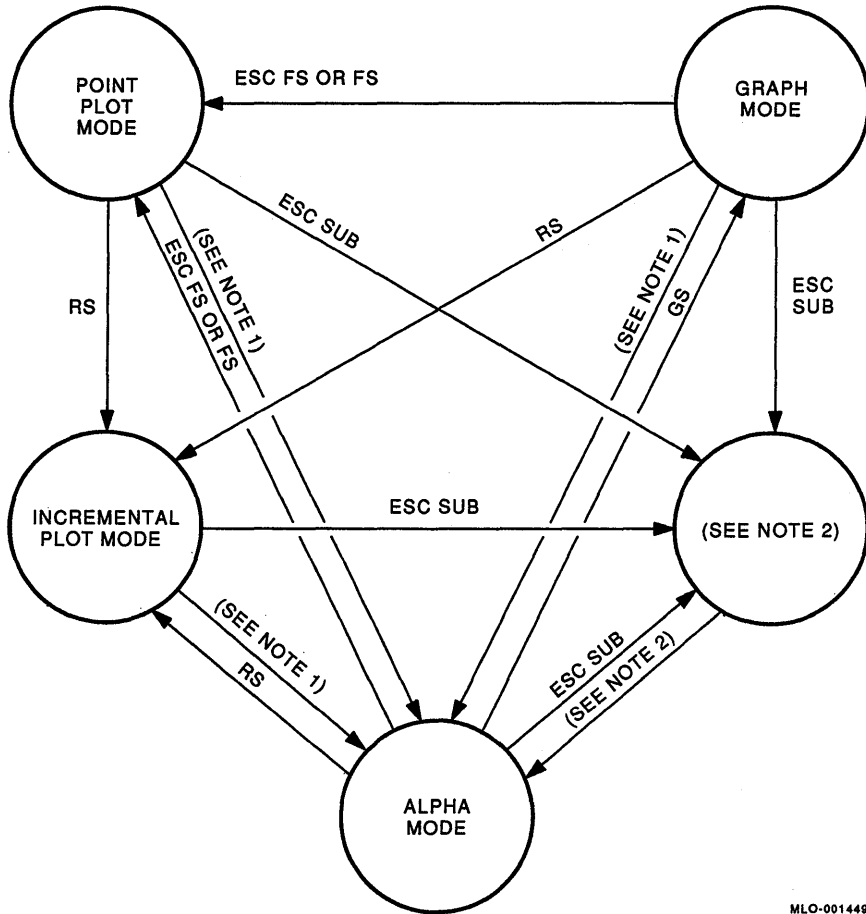 POINT
PLOT
MODE
ESC FS OR FS
GRAPH
MODE
RS
(SEE NOTE 1)
ESC FS OR FS
ESC SUB
RS
(SEE NOTE 1)
GS
ESC
SUB
INCREMENTAL
PLOT MODE
ESC SUB
(SEE NOTE 2)
(SEE NOTE 1)
RS
ESC SUB
(SEE NOTE 2)
ALPHA
MODE
MLO-001449